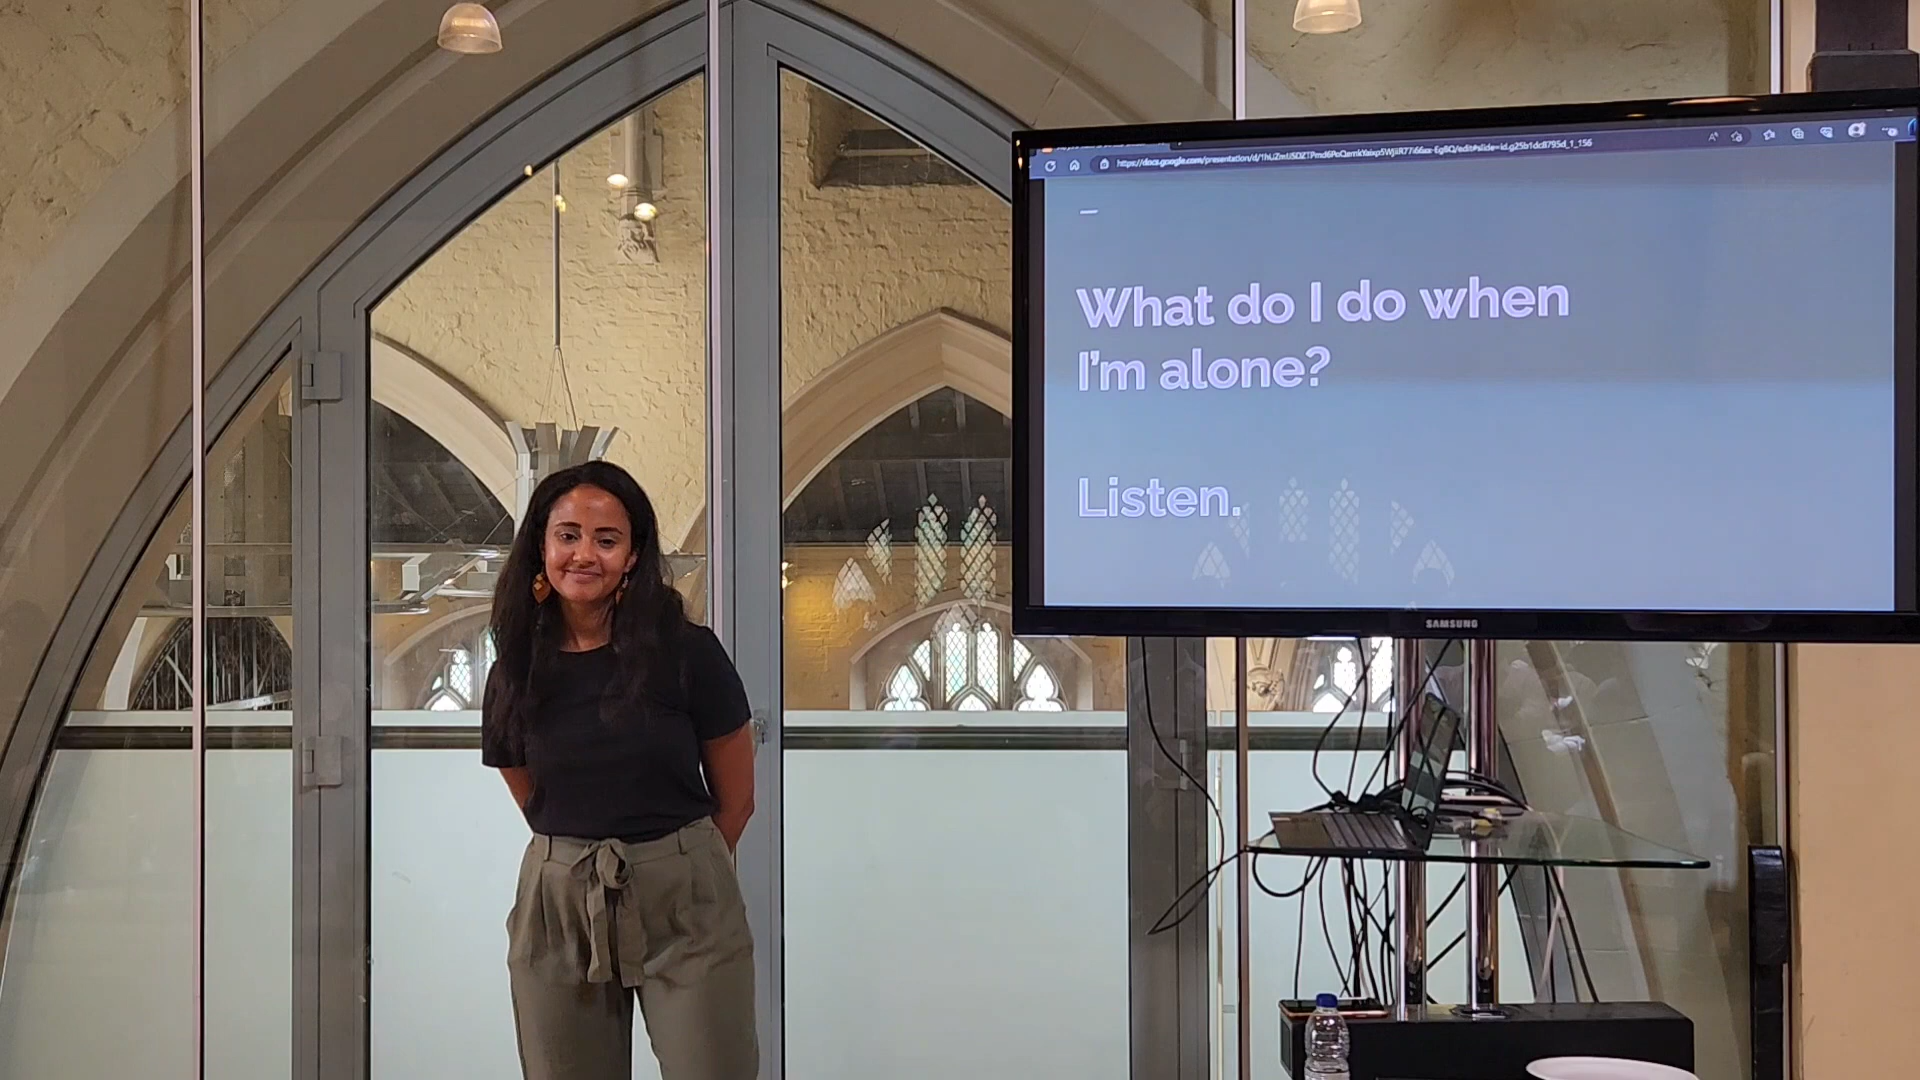 What do I do when
I'm alone?
Listen.
SAMSUNG